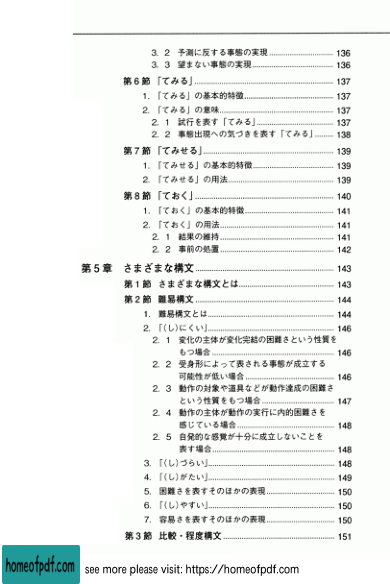 3. 2 予測に反する事態の実現 136
3. 3 望まない事態の実現 136
第6節 「てみる」 137
1. 「てみる」の基本的特徴 137
2. 「てみる」の意味 137
2. 1 試行を表す「てみる」 137
2. 2 事態出現への気づきを表す「てみる」 138
第7節 「てみせる」 139
1. 「てみせる」の基本的特徴 139
2. 「てみせる」の用法 139
第8節 「ておく」 140
1. 「ておく」の基本的特徴 141
2. 「ておく」の用法 141
2. 1 結果の維持 141
2. 2 事前の処置 142
第5章 さまざまな構文 143
第1節 さまざまな構文とは 143
第2節 難易構文 144
1. 難易構文とは 144
2. 「(し)にくい」 146
2. 1 変化の主体が変化完結の困難さという性質を
もつ場合 146
2. 2 受身形によって表される事態が成立する
可能性が低い場合 146
2. 3 動作の対象や道具などが動作達成の困難さ
という性質をもつ場合 147
2. 4 動作の主体が動作の実行に内的困難さを
感じている場合 148
2. 5 自発的な感覚が十分に成立しないことを
表す場合 148
3. 「(し)づらい」 148
4. 「(し)がたい」 149
5. 困難さを表すそのほかの表現 150
6. 「(し)やすい」 150
7. 容易さを表すそのほかの表現 150
第3節 比較・程度構文 151
homeofpdf.com see more please visit: https://homeofpdf.com